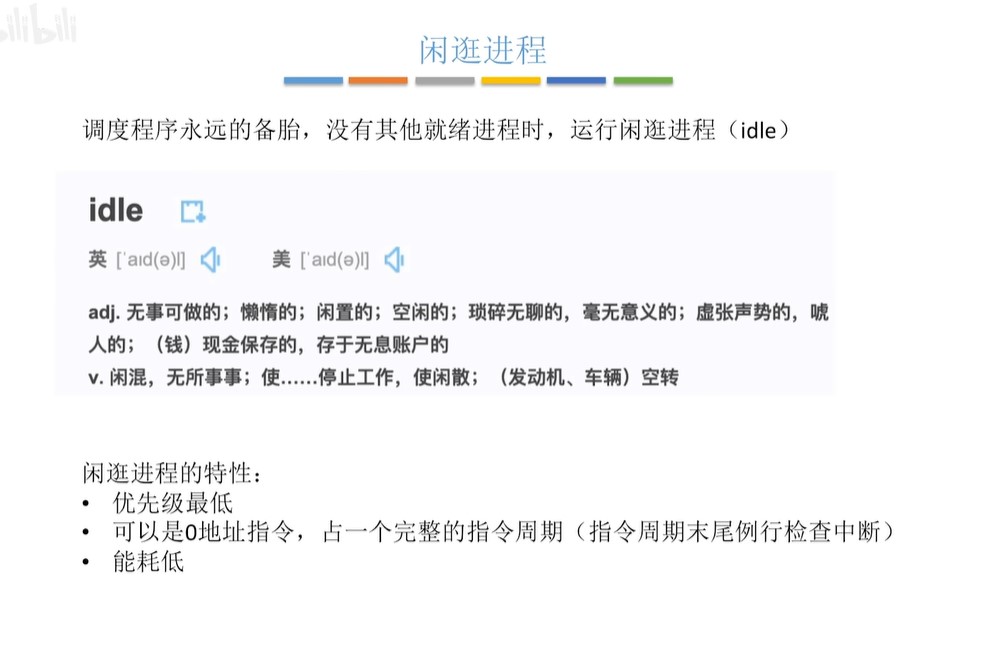 bilibili
闲逛进程
调度程序永远的备胎，没有其他就绪进程时，运行闲逛进程（idle）
idle
英 [ˈaɪd(ə)l] 美 [ˈaɪd(ə)l]
adj. 无事可做的；懒惰的；闲置的；空闲的；琐碎无聊的，毫无意义的；虚张声势的，唬
人的；（钱）现金保存的，存于无息账户的
v. 闲混，无所事事；使……停止工作，使闲散；（发动机、车辆）空转
闲逛进程的特性：
• 优先级最低
• 可以是0地址指令，占一个完整的指令周期（指令周期末尾例行检查中断）
• 能耗低